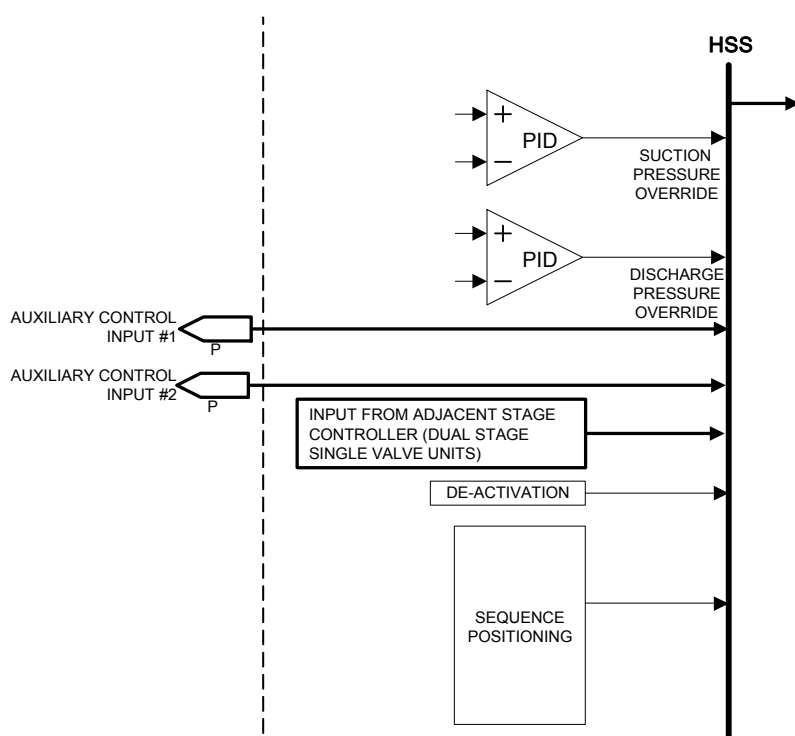 HSS
+
PID
−
SUCTION
PRESSURE
OVERRIDE
+
PID
−
DISCHARGE
PRESSURE
OVERRIDE
AUXILIARY CONTROL
INPUT #1
P
AUXILIARY CONTROL
INPUT #2
P
INPUT FROM ADJACENT STAGE
CONTROLLER (DUAL STAGE
SINGLE VALVE UNITS)
DE-ACTIVATION
SEQUENCE
POSITIONING